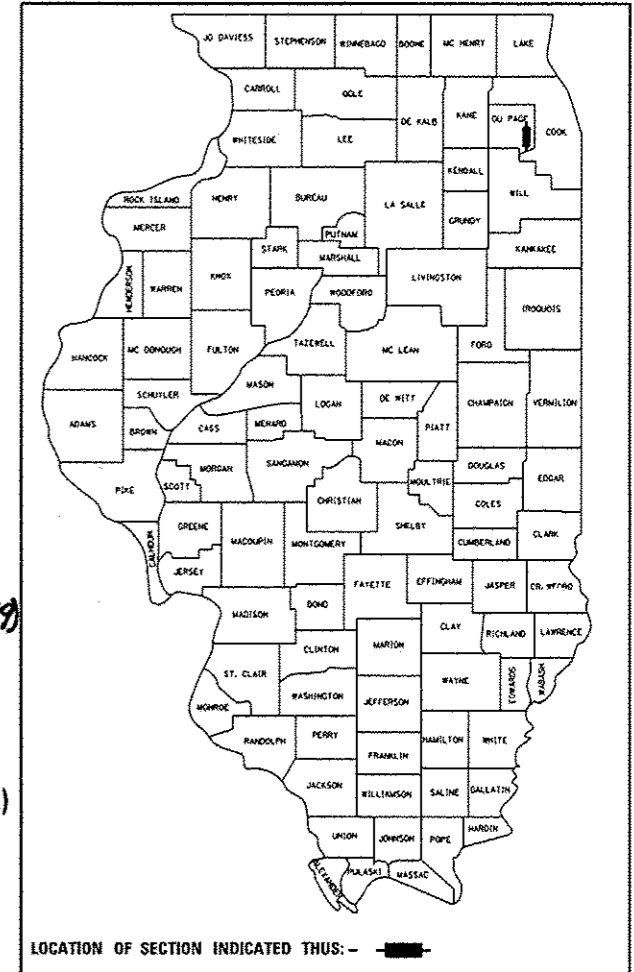 JO DAVIESS STEPHENSON WINNEBAGO BOONE MC HENRY LAKE
CARROLL OGLE DE KALB KANE DU PAGE COOK
WHITESIDE LEE
KENDALL WILL
ROCK ISLAND HENRY BUREAU LA SALLE GRUNDY
MERCER PUTNAM
STARK MARSHALL KANKAKEE
HENDERSON WARREN KNOX PEORIA WOODFORD LIVINGSTON
IROQUOIS
HANCOCK MC DONOUGH FULTON TAZEWELL MC LEAN FORD
MASON
SCHUYLER LOGAN DE WITT CHAMPAIGN VERMILION
ADAMS BROWN CASS MENARD PIATT
MACON
MORGAN SANGAMON DOUGLAS
PIKE SCOTT CHRISTIAN MOULTRIE EDGAR
COLES
GREENE MACOUPIN MONTGOMERY SHELBY
CALHOUN CUMBERLAND CLARK
JERSEY FAYETTE EFFINGHAM JASPER CR. WFORD
MADISON BOND
CLAY RICHLAND LAWRENCE
CLINTON MARION
ST. CLAIR WAYNE EDWARDS WABASH
WASHINGTON JEFFERSON
MONROE
RANDOLPH PERRY HAMILTON WHITE
FRANKLIN
JACKSON WILLIAMSON SALINE GALLATIN
UNION JOHNSON POPE HARDIN
ALEXANDER PULASKI MASSAC
LOCATION OF SECTION INDICATED THUS: -